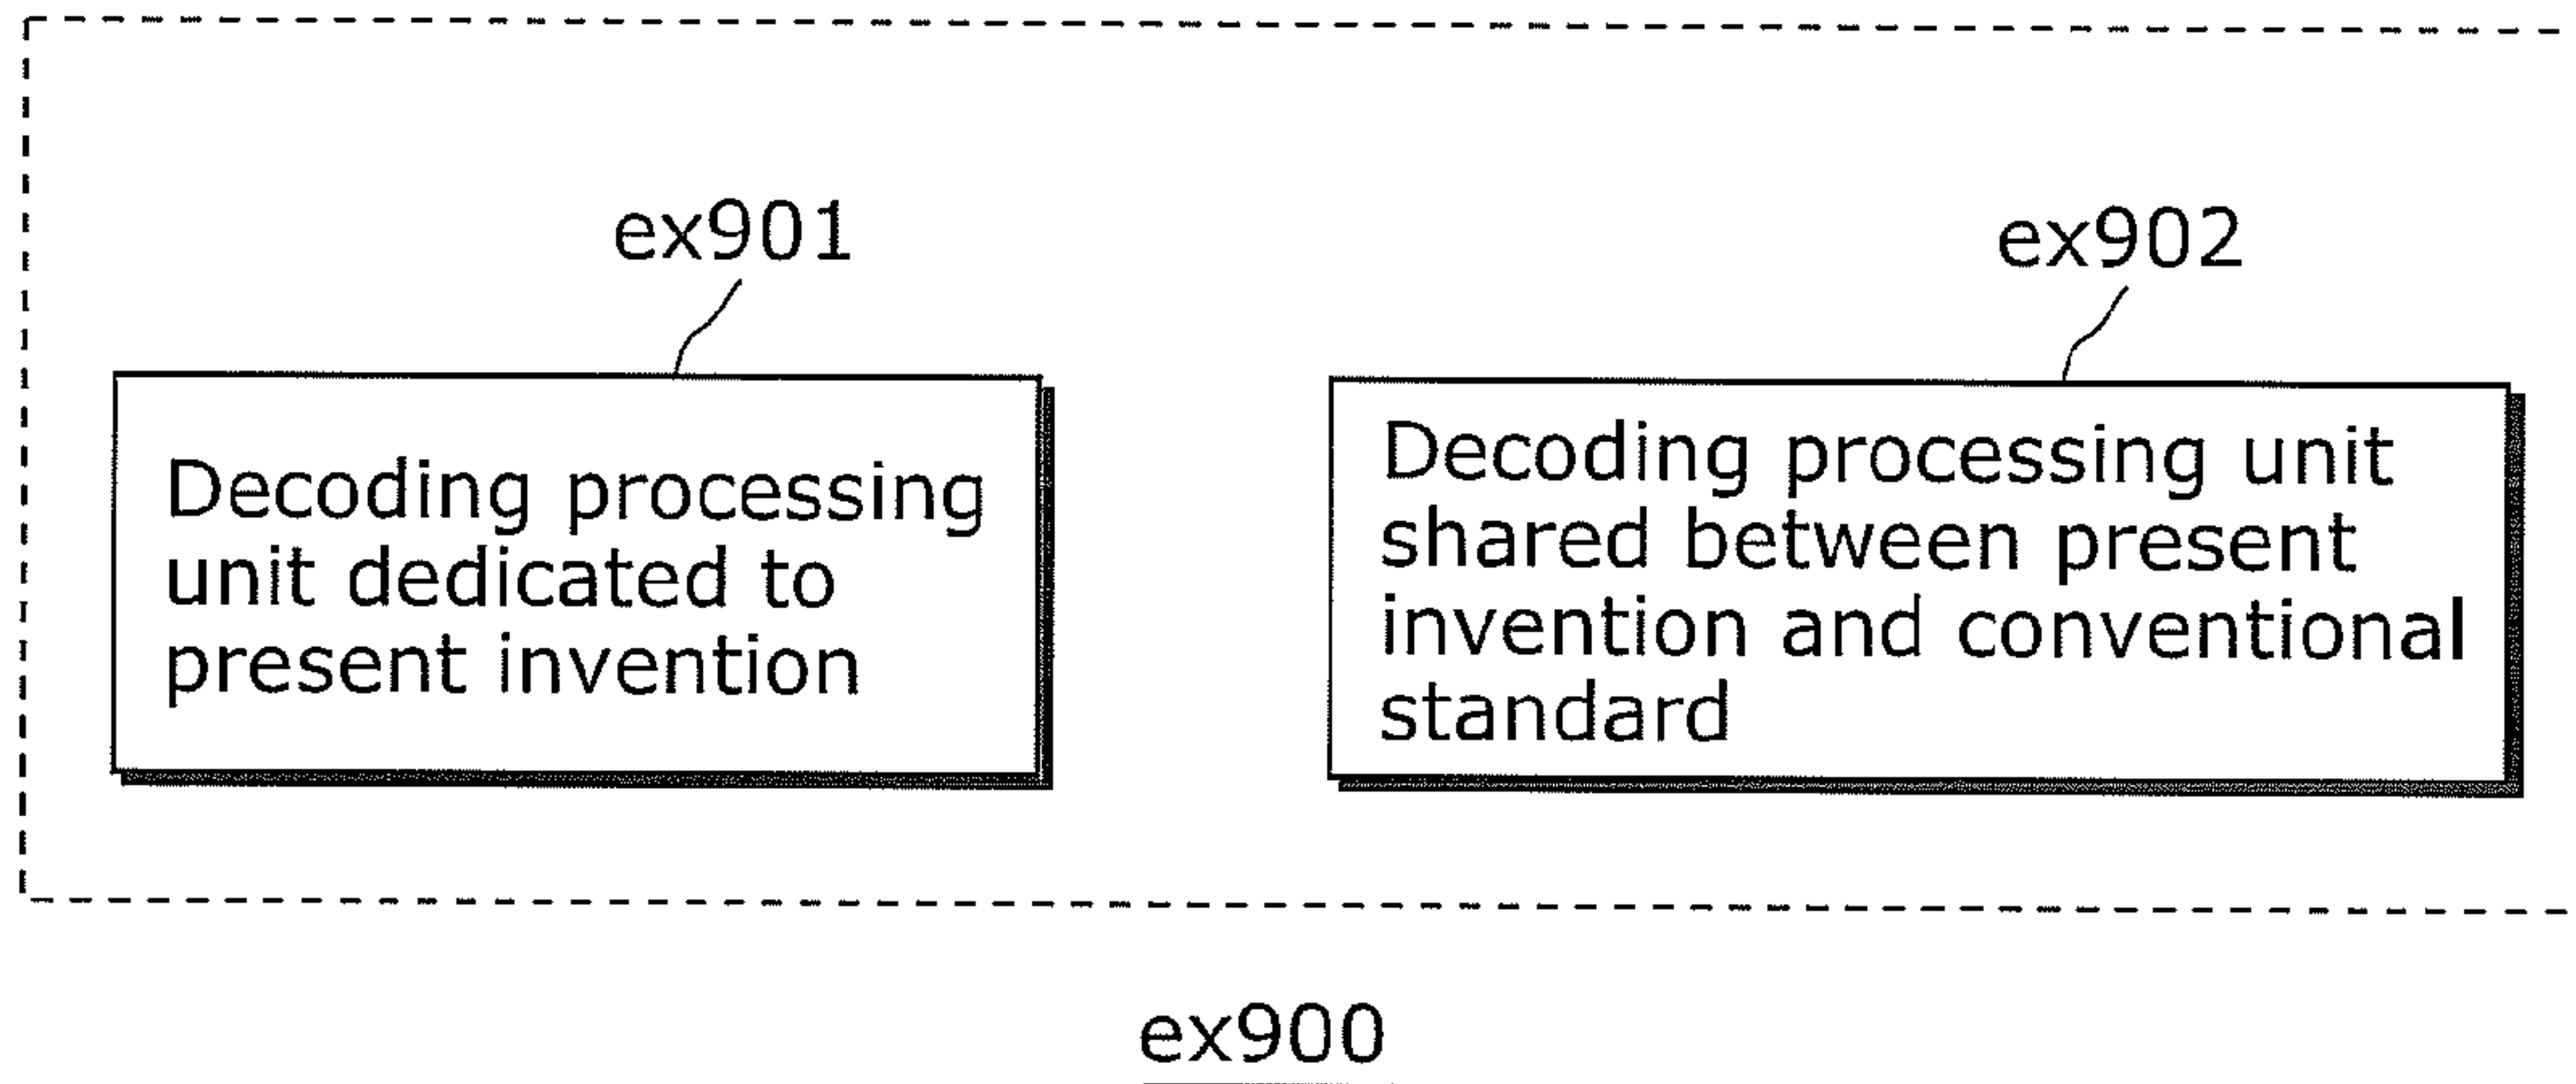 ex901
ex902
Decoding processing
unit dedicated to
present invention
Decoding processing unit
shared between present
invention and conventional
standard
ex900